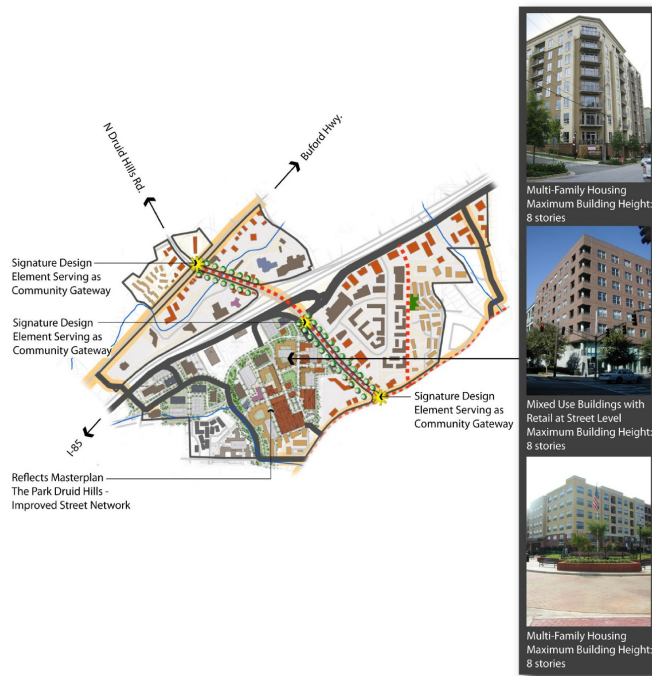 N Druid Hills Rd.
Buford Hwy.
Signature Design
Element Serving as
Community Gateway
Signature Design
Element Serving as
Community Gateway
Signature Design
Element Serving as
Community Gateway
I-85
Reflects Masterplan
The Park Druid Hills -
Improved Street Network
Multi-Family Housing
Maximum Building Height:
8 stories
Mixed Use Buildings with
Retail at Street Level
Maximum Building Height:
8 stories
Multi-Family Housing
Maximum Building Height:
8 stories